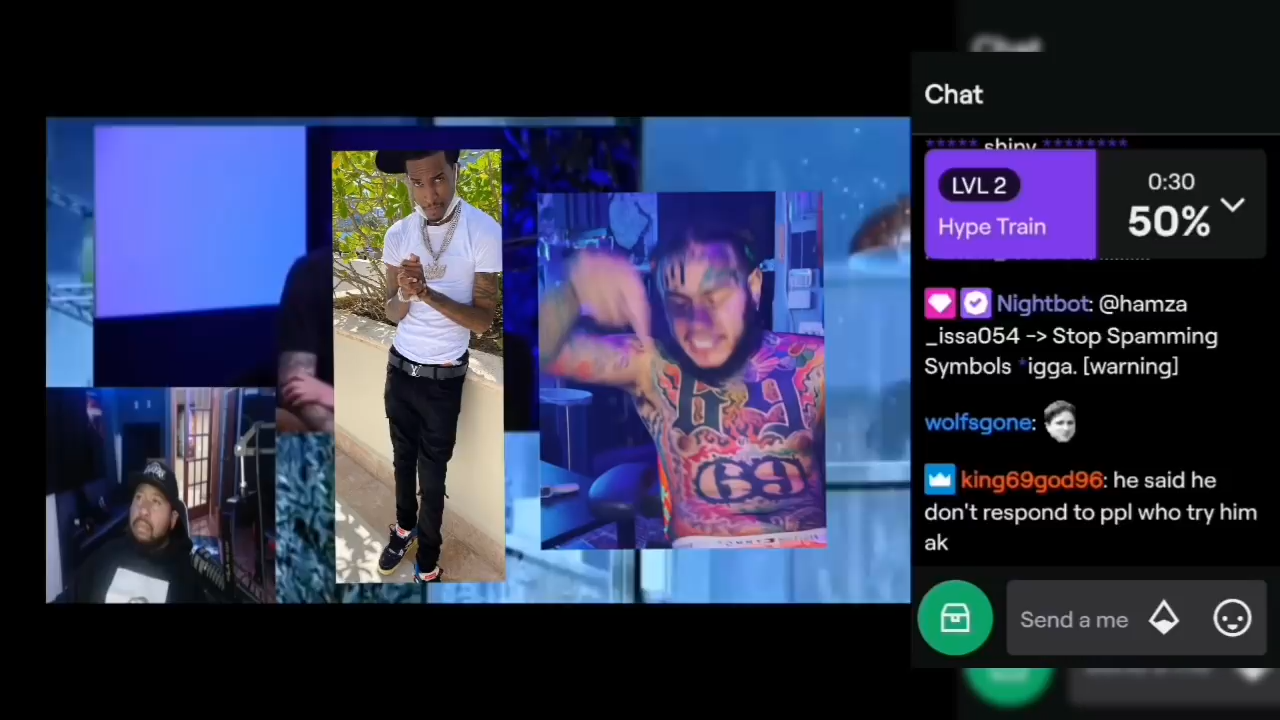 Chat
***** shiny ********
LVL 2
Hype Train
0:30
50%
Nightbot: @hamza
_issa054 -> Stop Spamming
Symbols *igga. [warning]
wolfsgone:
king69god96: he said he
don't respond to ppl who try him
ak
Send a me
69
69